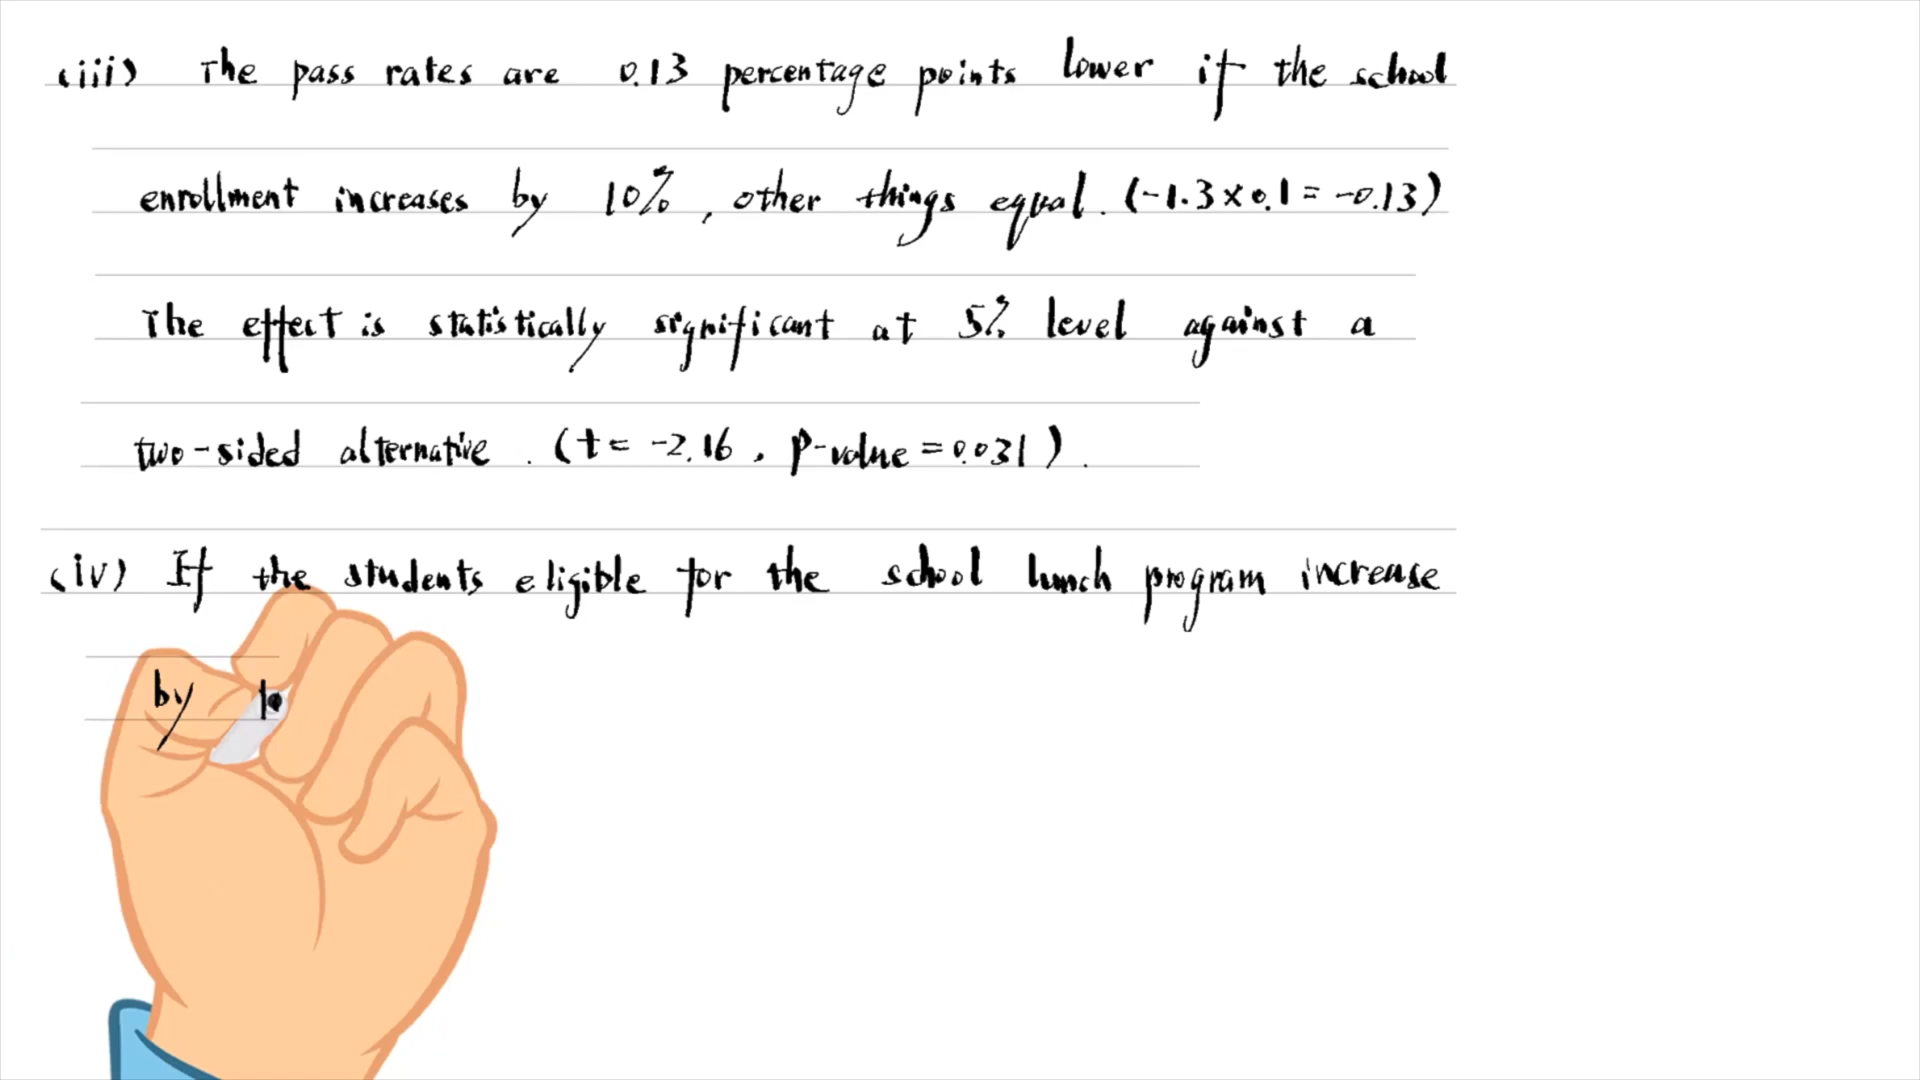 (iii) The pass rates are 0.13 percentage points lower if the school
enrollment increases by 10%, other things equal. (-1.3×0.1 = -0.13)
The effect is statistically significant at 5% level against a
two-sided alternative. (t = -2.16, p-value = 0.031).
(iv) If the students eligible for the school lunch program increase
by 10